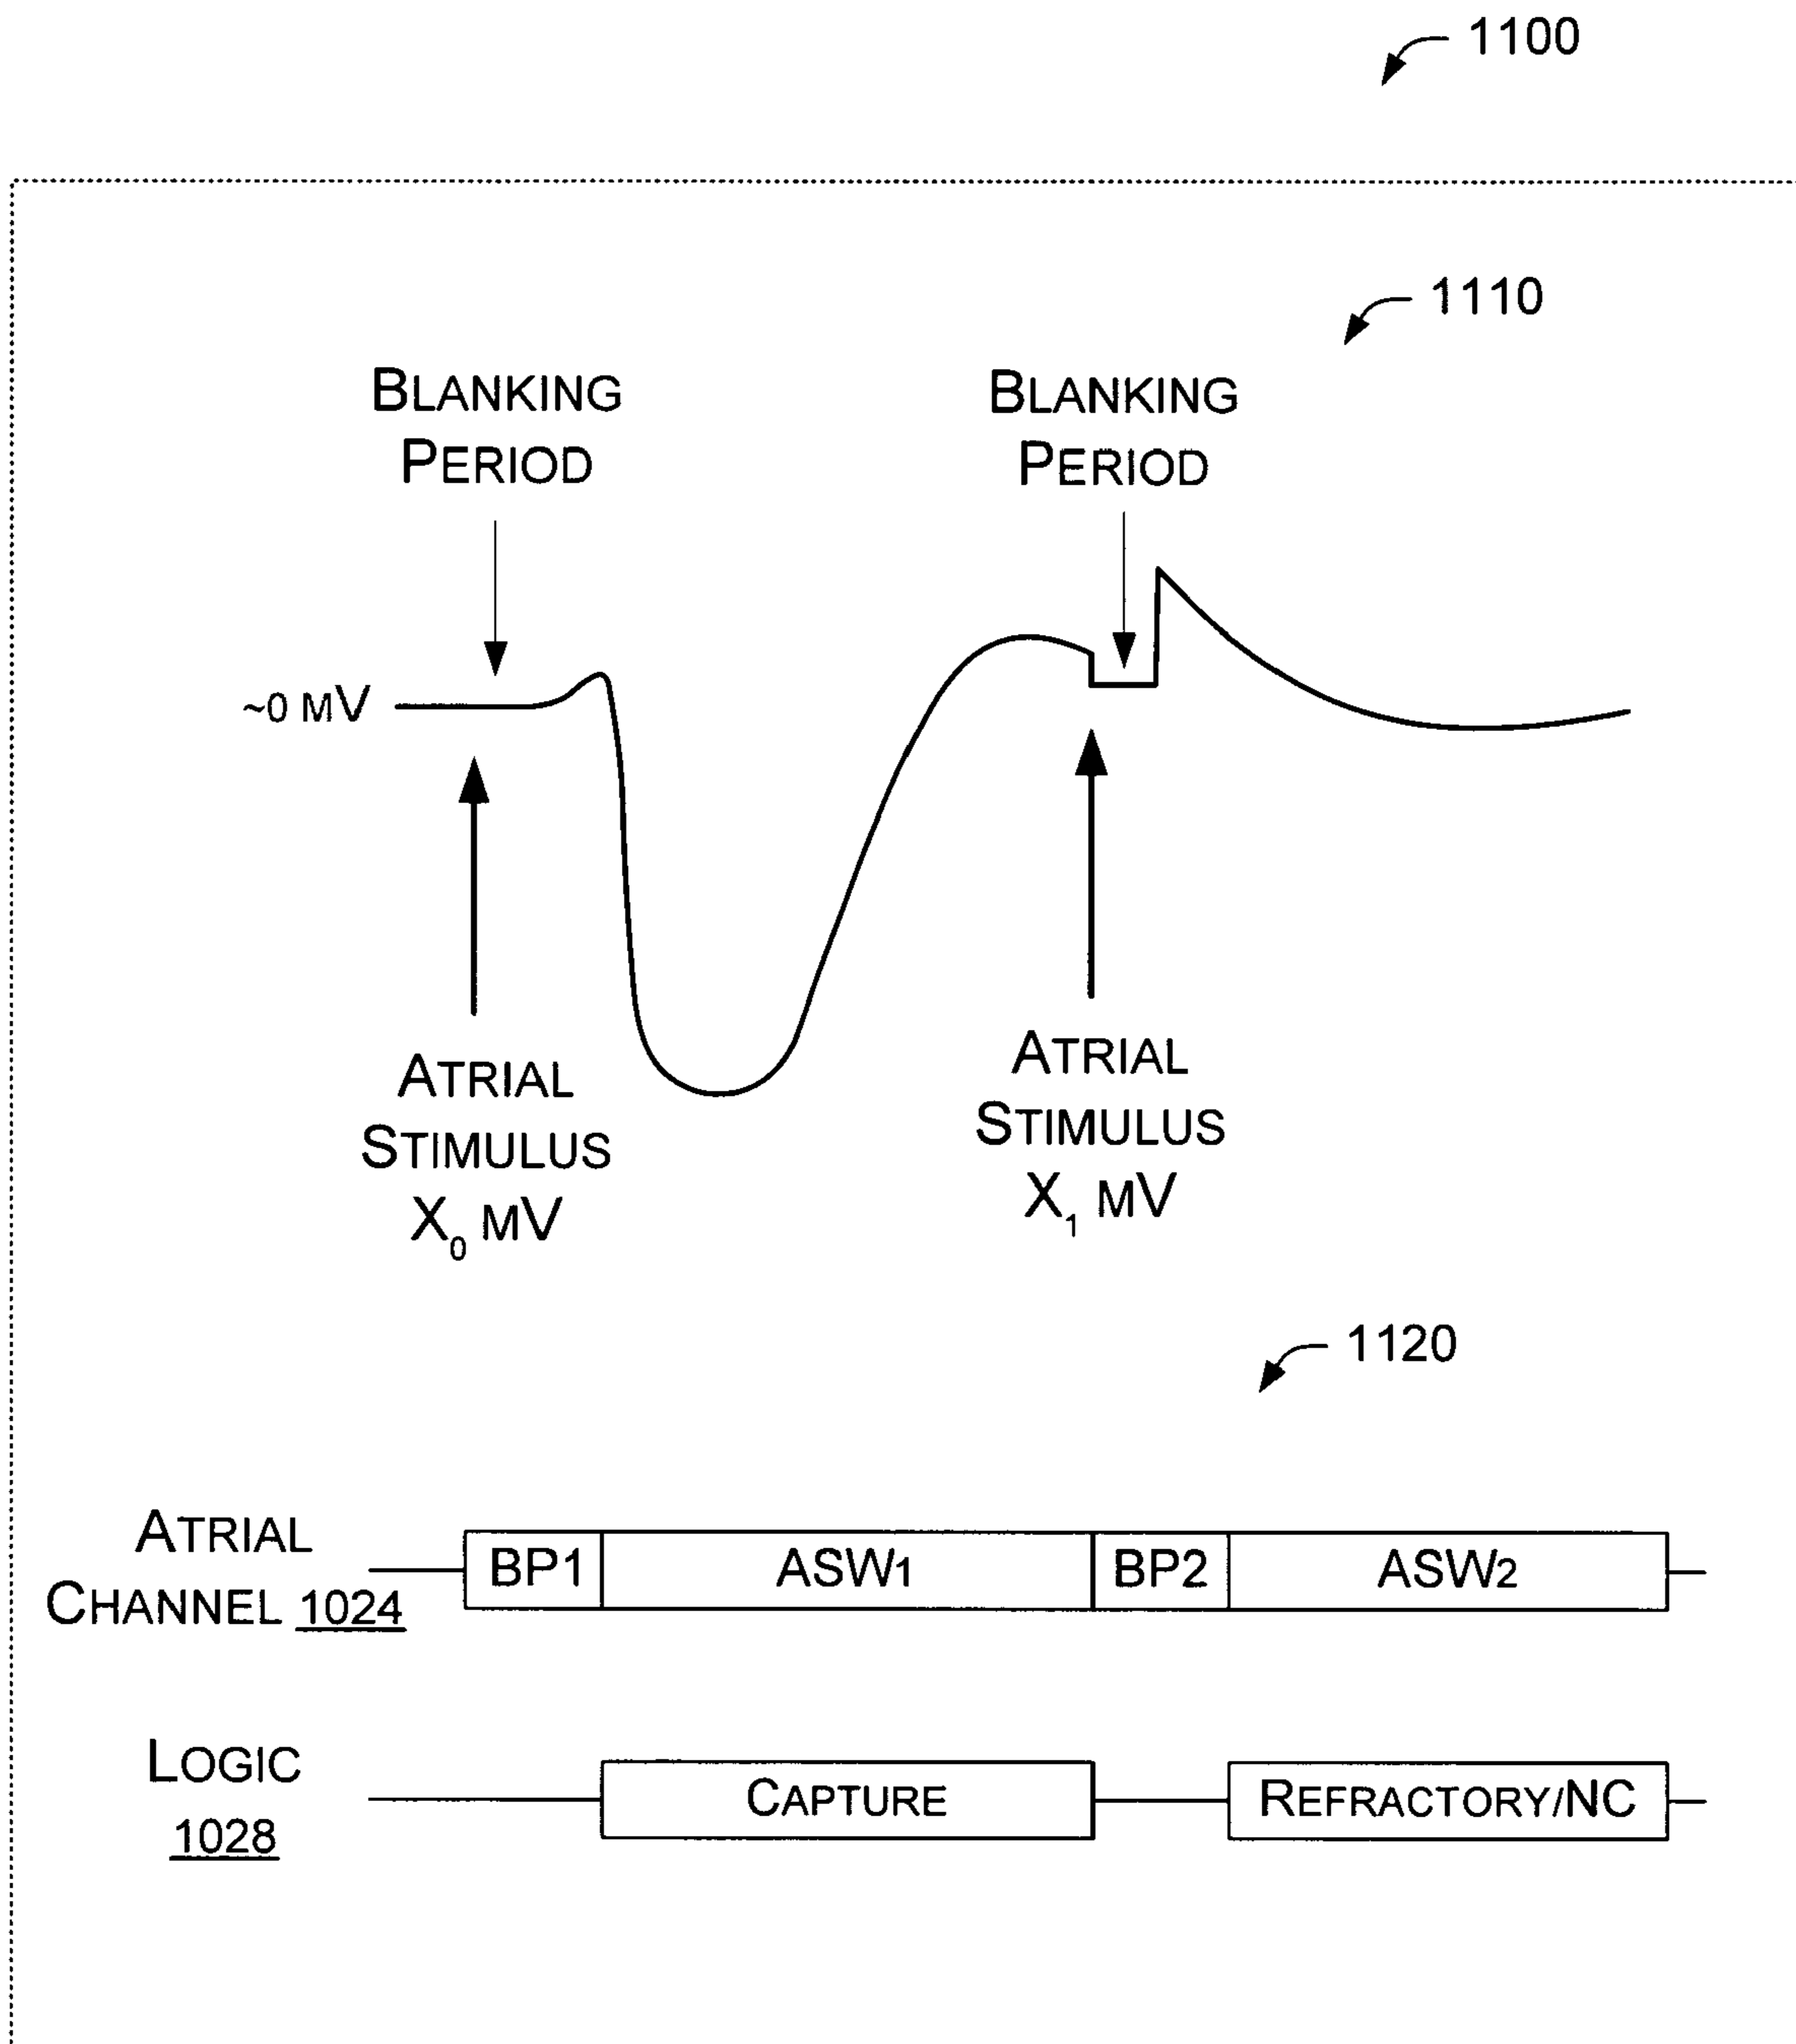 1100
1110
BLANKING
PERIOD
BLANKING
PERIOD
~0 MV
ATRIAL
STIMULUS
X₀ MV
ATRIAL
STIMULUS
X₁ MV
1120
ATRIAL
CHANNEL 1024
BP1 ASW1 BP2 ASW2
LOGIC
1028
CAPTURE REFRACTORY/NC